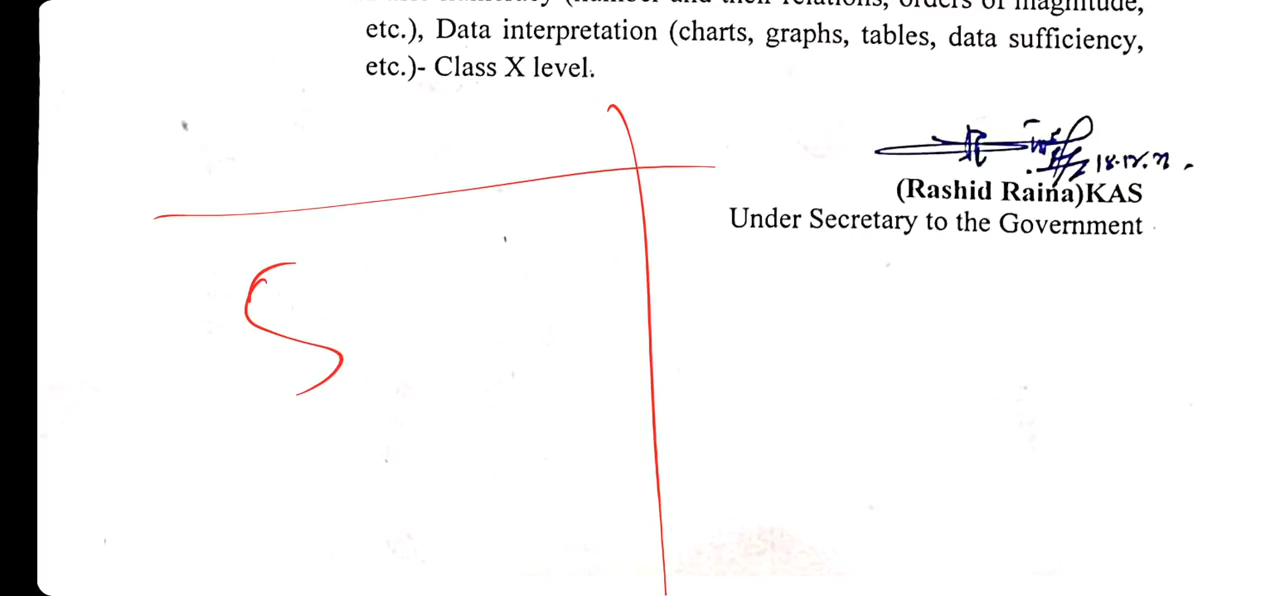 etc.), Data interpretation (charts, graphs, tables, data sufficiency,
etc.)- Class X level.
S
(Rashid Raina)KAS
Under Secretary to the Government